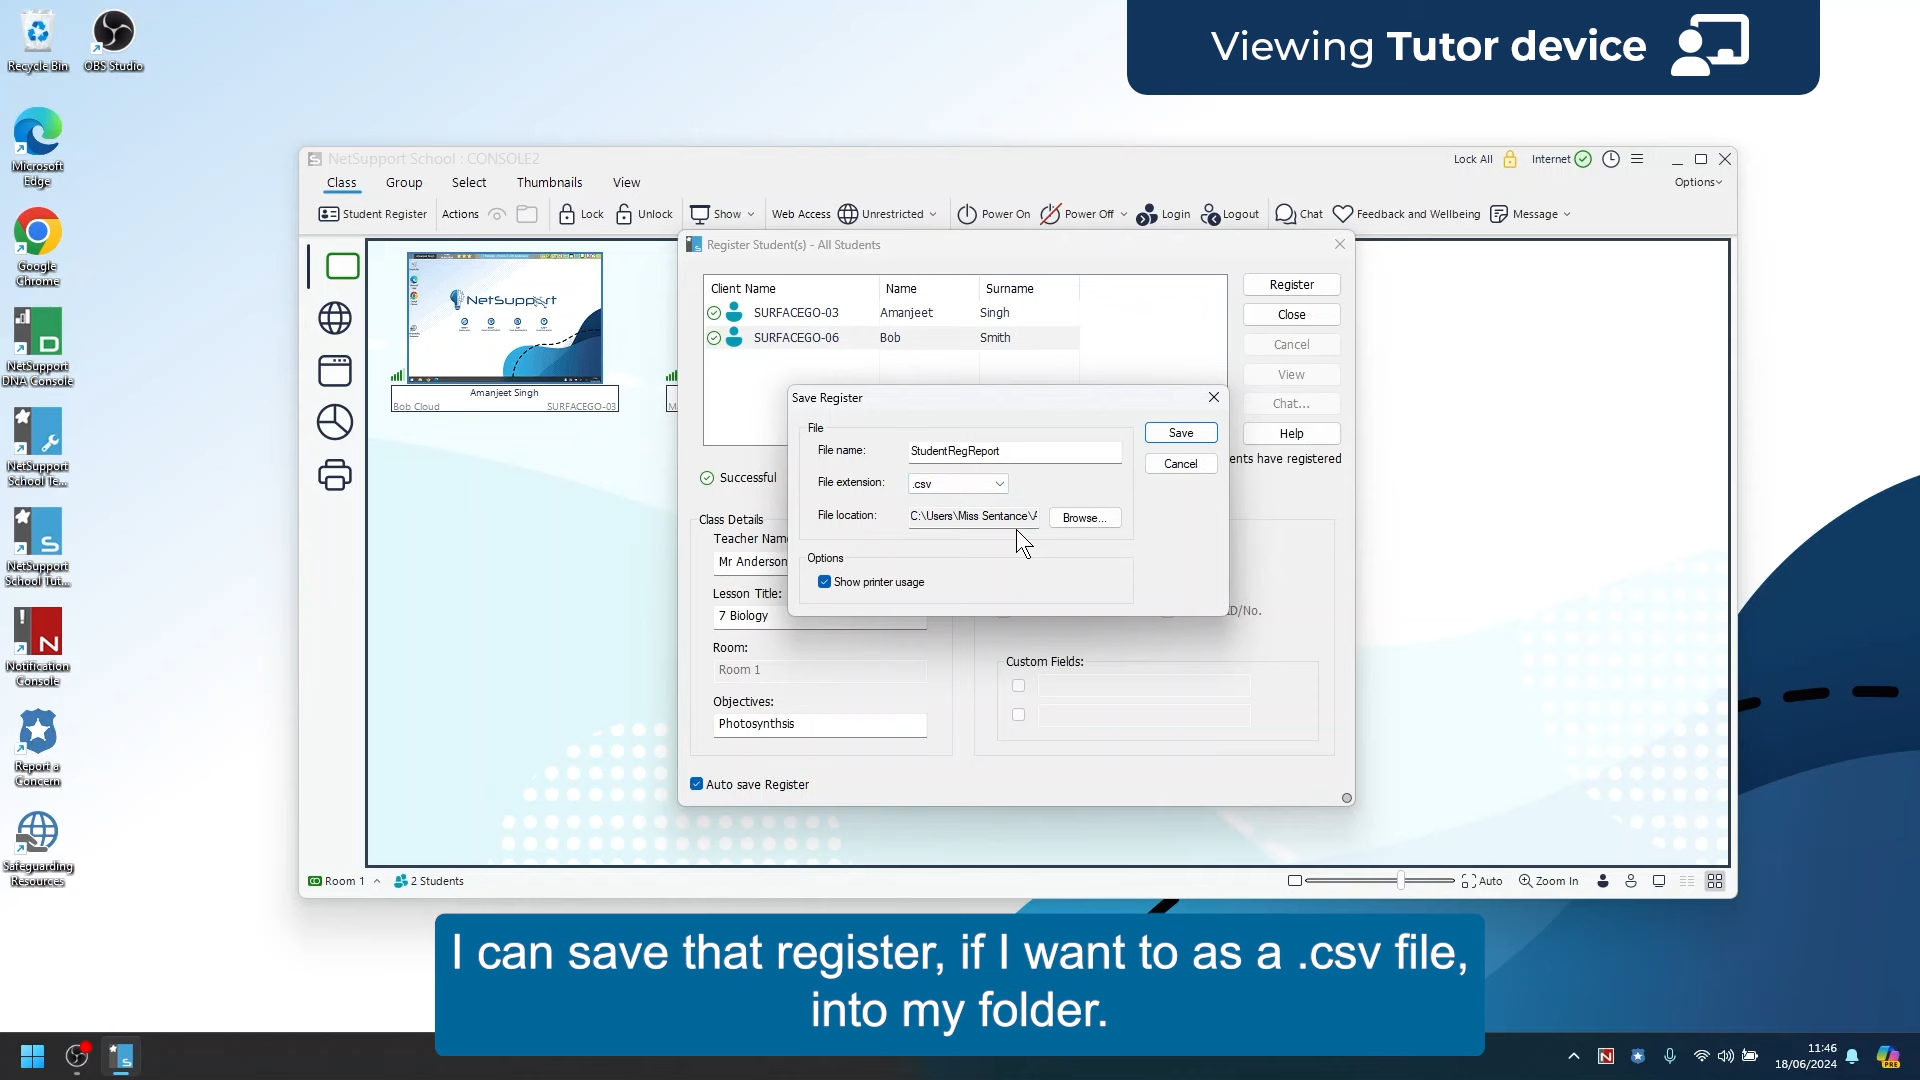 Viewing Tutor device
Recycle Bin
OBS Studio
Microsoft
Edge
Google
Chrome
NetSupport
DNA Console
NetSupport
School Te...
NetSupport
School Tut...
Notification
Console
Report a
Concern
Safeguarding
Resources
NetSupport School : CONSOLE2
Lock All
Internet
Class
Group
Select
Thumbnails
View
Options
Student Register
Actions
Lock
Unlock
Show
Web Access
Unrestricted
Power On
Power Off
Login
Logout
Chat
Feedback and Wellbeing
Message
NetSupport
Amanjeet Singh
Bob Cloud
SURFACEGO-03
Register Student(s) - All Students
Client Name Name Surname
SURFACEGO-03 Amanjeet Singh
SURFACEGO-06 Bob Smith
Register
Close
Cancel
View
Chat...
Help
ents have registered
Successful
Save Register
File
File name: StudentRegReport
File extension: .csv
File location: C:\Users\Miss Sentance\A
Browse...
Save
Cancel
Options
Show printer usage
Class Details
Teacher Name
Mr Anderson
Lesson Title:
7 Biology
Room:
Room 1
Objectives:
Photosynthsis
ID/No.
Custom Fields:
Auto save Register
Room 1
2 Students
Auto
Zoom In
I can save that register, if I want to as a .csv file,
into my folder.
11:46
18/06/2024